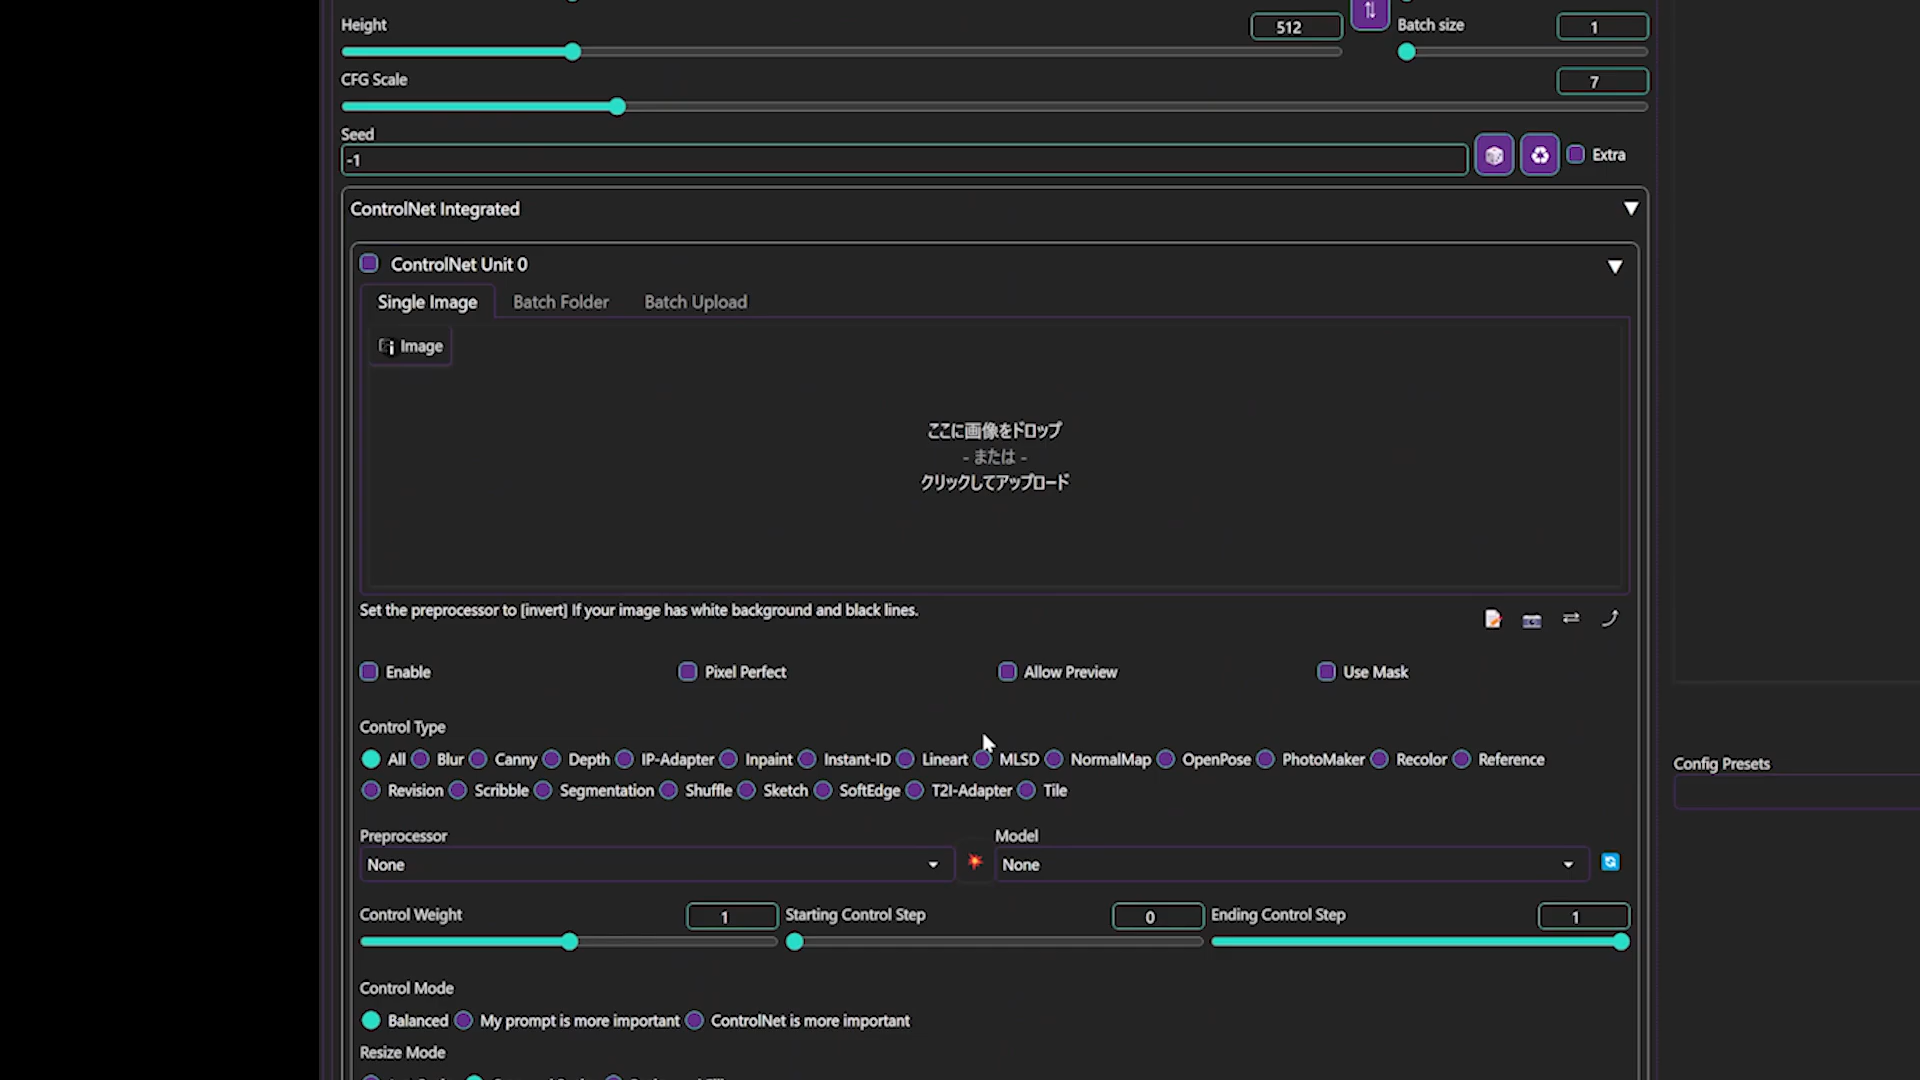 Height 512 Batch size 1
CFG Scale 7
Seed
-1 Extra
ControlNet Integrated
ControlNet Unit 0
Single Image Batch Folder Batch Upload
Image
ここに画像をドロップ
- または -
クリックしてアップロード
Set the preprocessor to [invert] If your image has white background and black lines.
Enable Pixel Perfect Allow Preview Use Mask
Control Type
All Blur Canny Depth IP-Adapter Inpaint Instant-ID Lineart MLSD NormalMap OpenPose PhotoMaker Recolor Reference
Revision Scribble Segmentation Shuffle Sketch SoftEdge T2I-Adapter Tile
Config Presets
Preprocessor Model
None None
Control Weight 1 Starting Control Step 0 Ending Control Step 1
Control Mode
Balanced My prompt is more important ControlNet is more important
Resize Mode